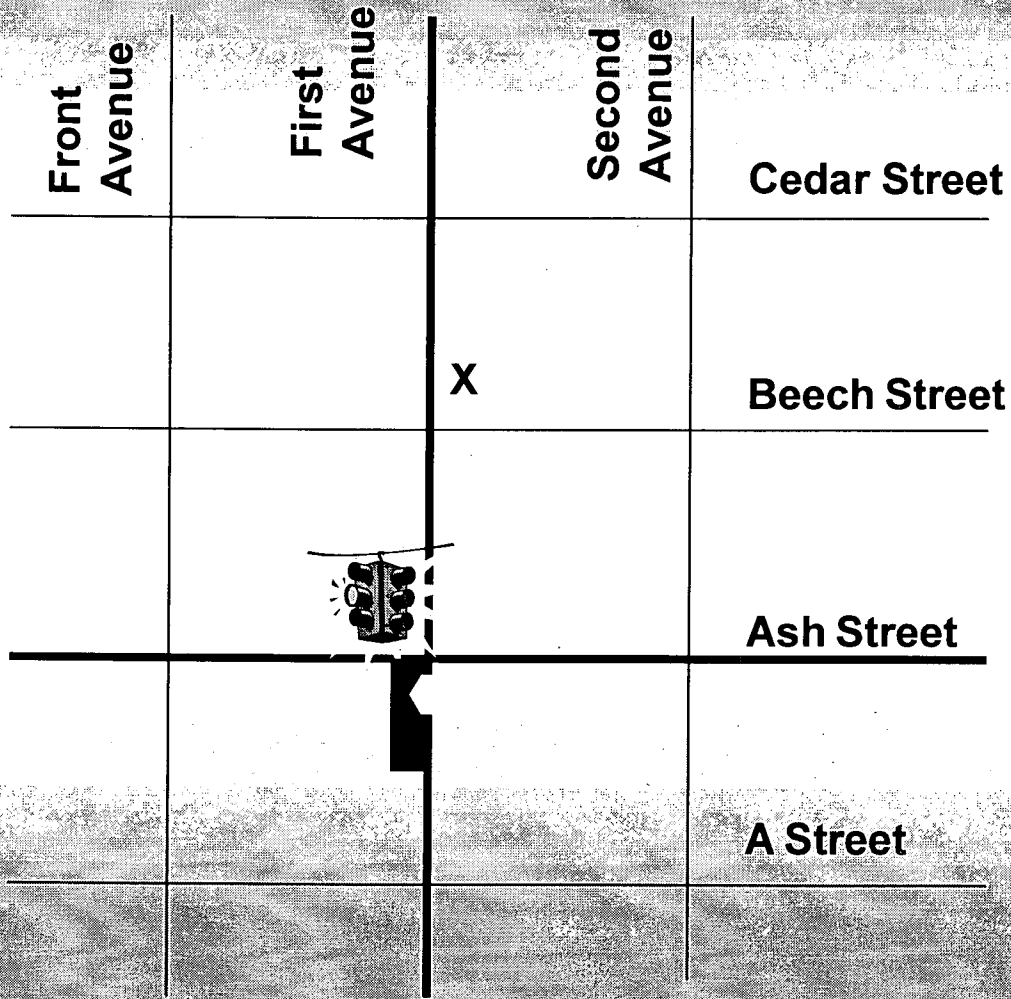 Front
Avenue
First
Avenue
Second
Avenue
Cedar Street
X
Beech Street
Ash Street
A Street